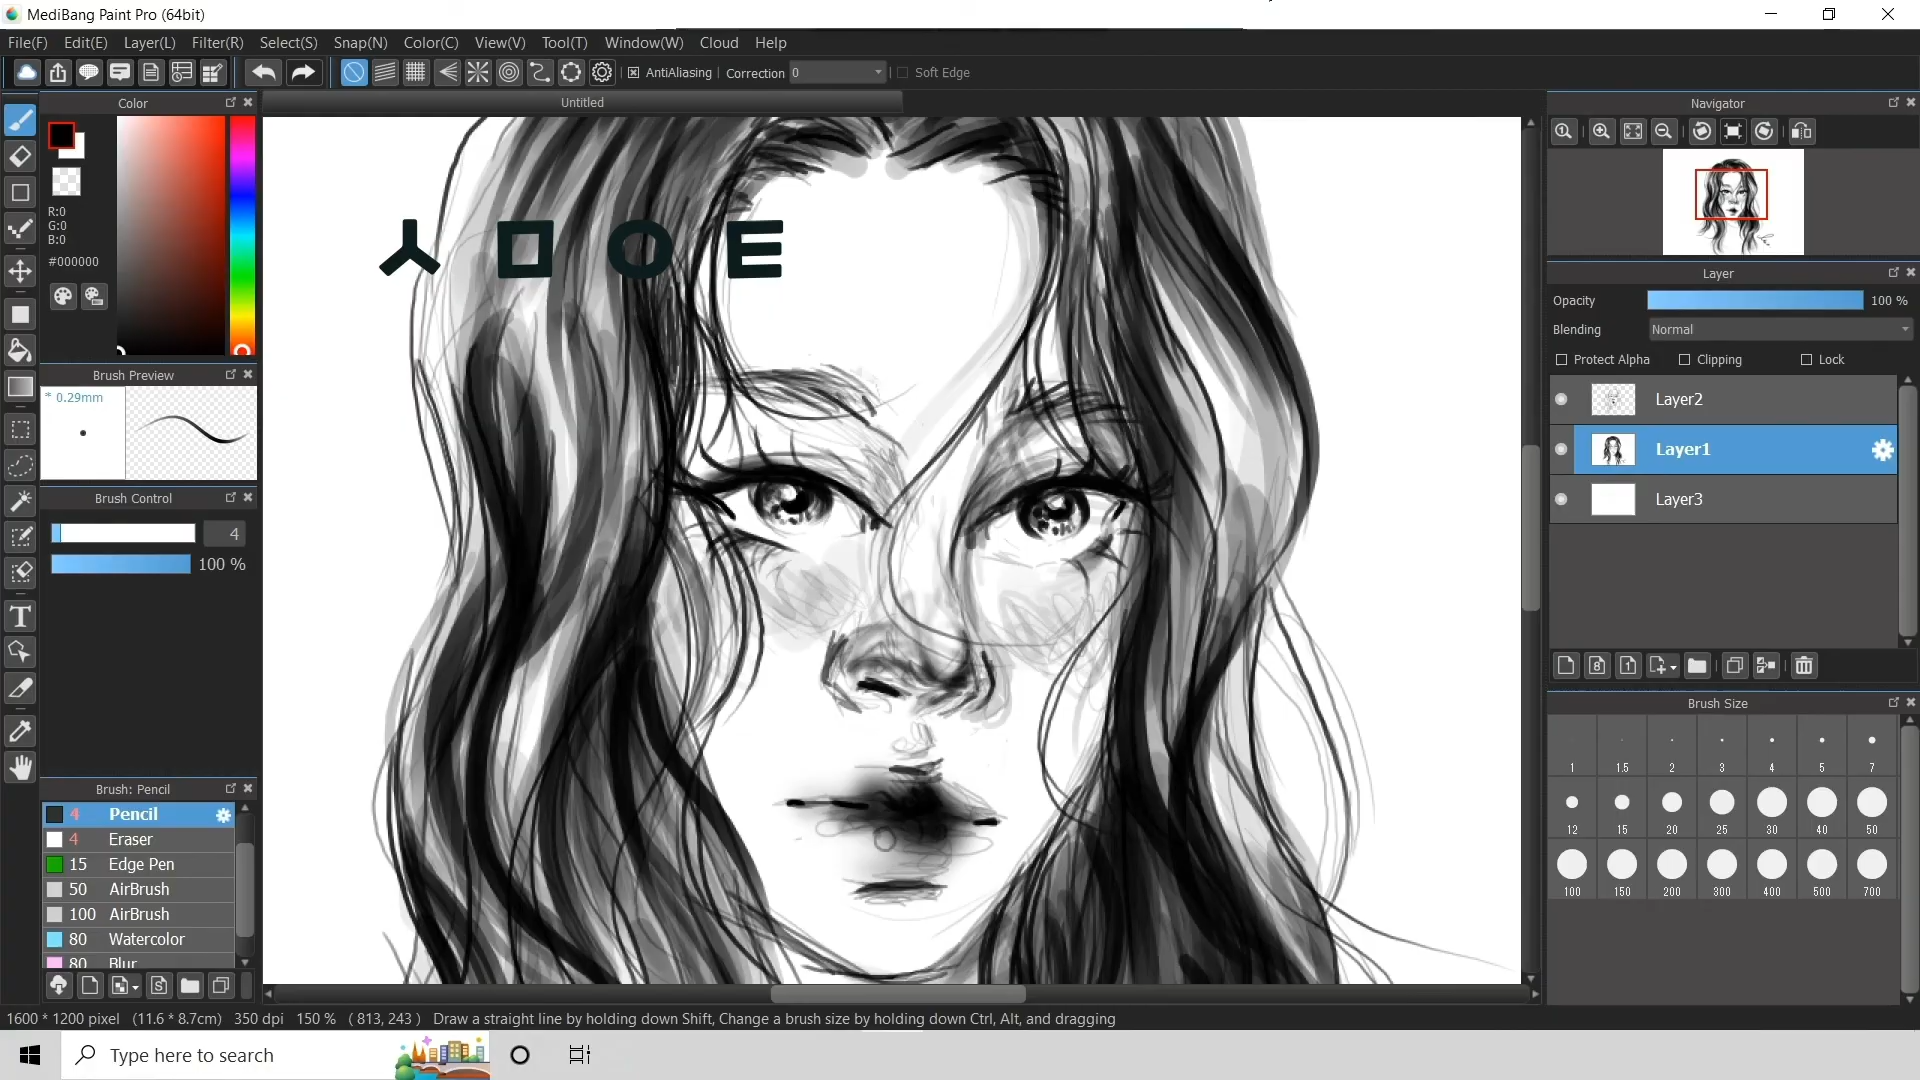 MediBang Paint Pro (64bit)
File(F) Edit(E) Layer(L) Filter(R) Select(S) Snap(N) Color(C) View(V) Tool(T) Window(W) Cloud Help
AntiAliasing Correction 0 Soft Edge
Color
Untitled
Navigator
R:0
G:0
B:0
#000000
ㅅㅁㅇㅌ
Layer
Opacity 100 %
Blending Normal
Protect Alpha Clipping Lock
Brush Preview
* 0.29mm
Layer2
Layer1
Layer3
Brush Control
4
100 %
T
8 1
Brush Size
1 1.5 2 3 4 5 7
12 15 20 25 30 40 50
100 150 200 300 400 500 700
Brush: Pencil
4 Pencil
4 Eraser
15 Edge Pen
50 AirBrush
100 AirBrush
80 Watercolor
80 Blur
S
1600 * 1200 pixel (11.6 * 8.7cm) 350 dpi 150 % ( 813, 243 ) Draw a straight line by holding down Shift, Change a brush size by holding down Ctrl, Alt, and dragging
Type here to search